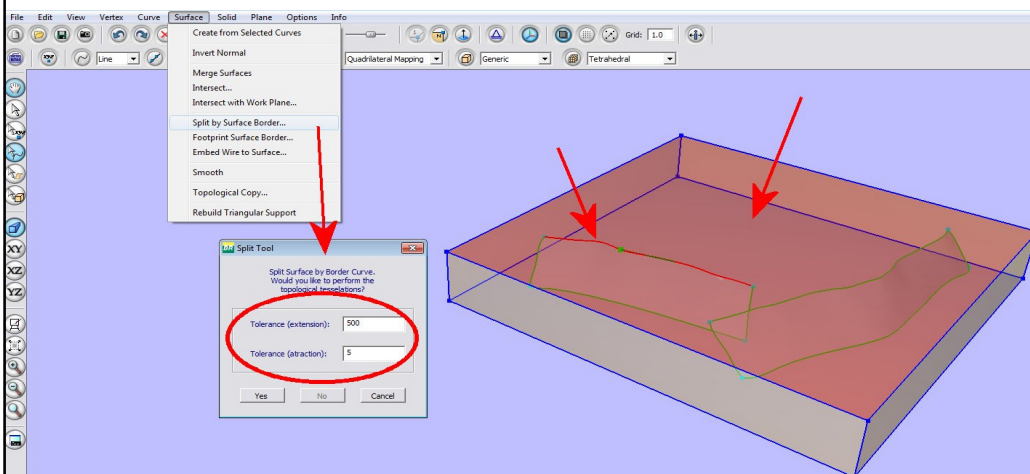 File Edit View Vertex Curve Surface Solid Plane Options Info
Grid: 1.0
Line
Quadrilateral Mapping
Generic
Tetrahedral
Create from Selected Curves
Invert Normal
Merge Surfaces
Intersect...
Intersect with Work Plane...
Split by Surface Border...
Footprint Surface Border...
Embed Wire to Surface...
Smooth
Topological Copy...
Rebuild Triangular Support
XY
XZ
YZ
Split Tool
Split Surface by Border Curve.
Would you like to perform the
topological tesselations?
Tolerance (extension): 500
Tolerance (atraction): 5
Yes No Cancel